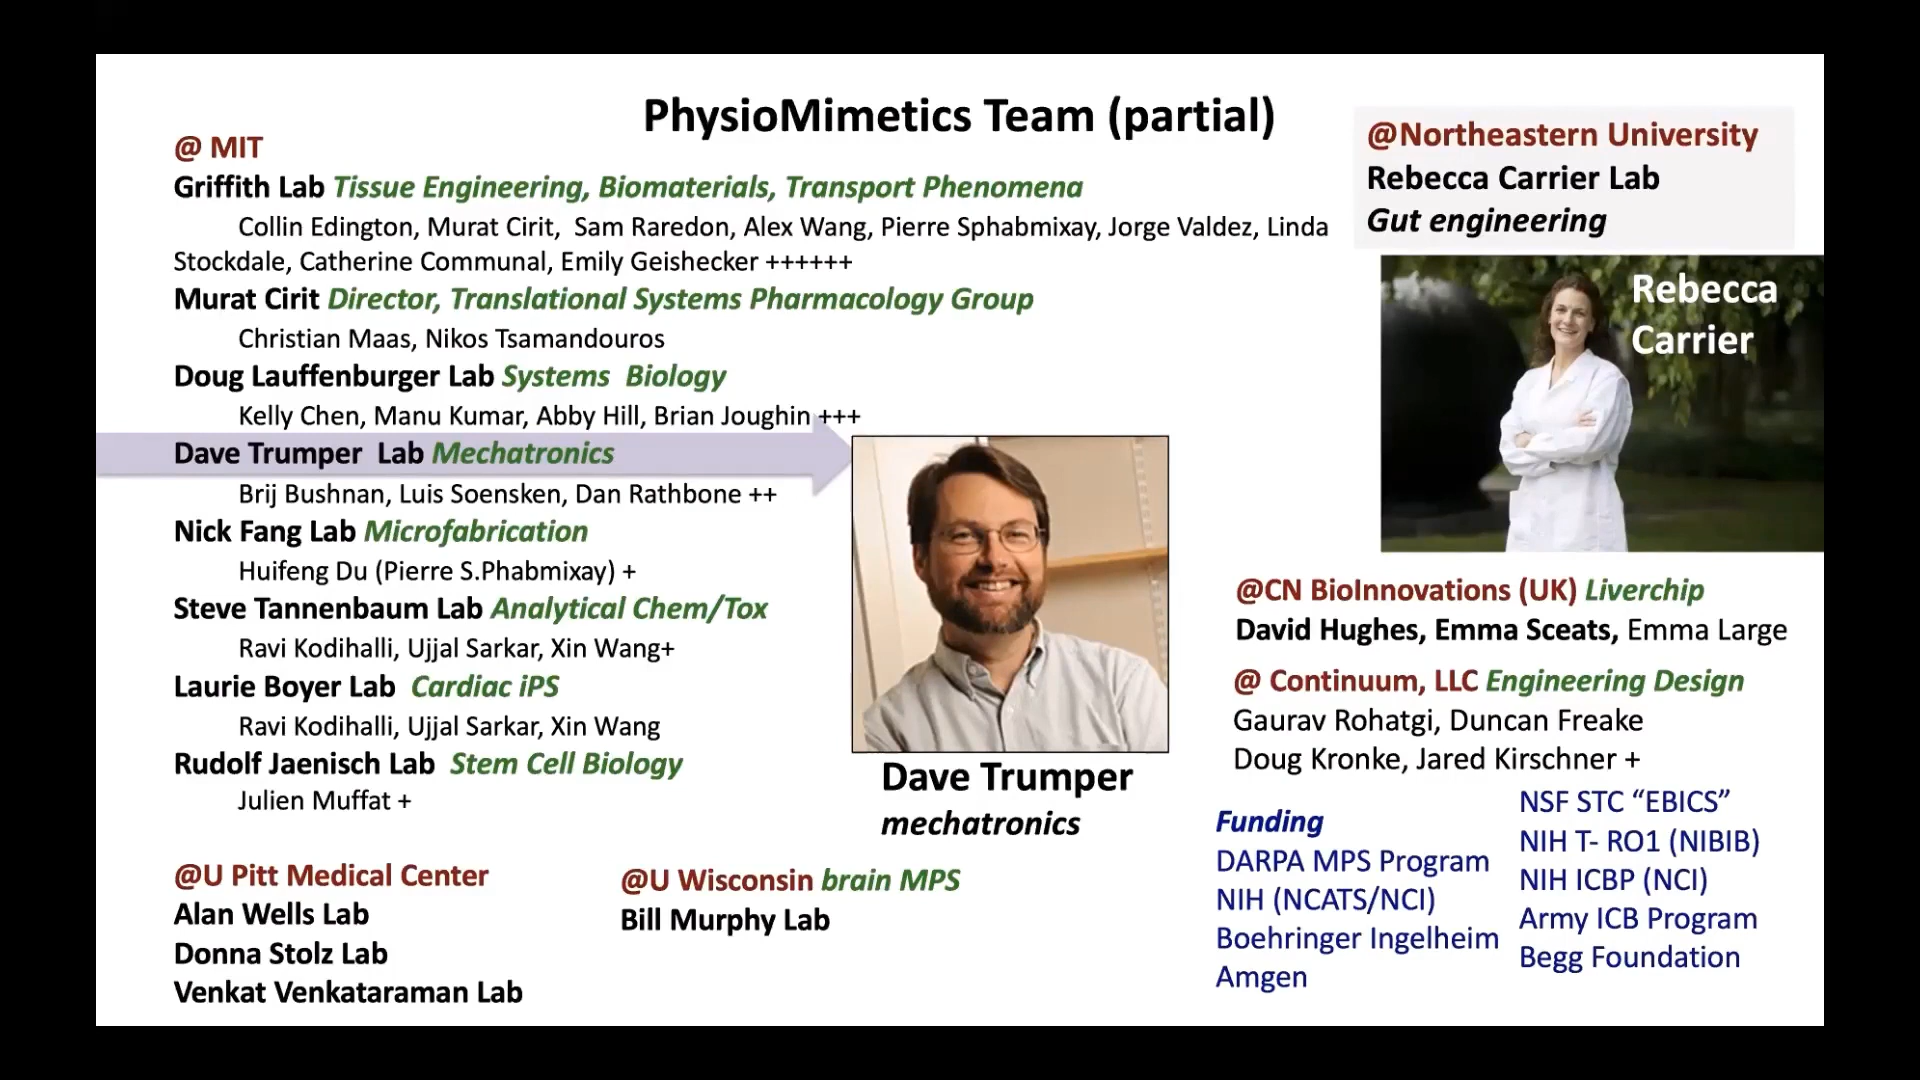 PhysioMimetics Team (partial)
@ MIT
Griffith Lab Tissue Engineering, Biomaterials, Transport Phenomena
Collin Edington, Murat Cirit, Sam Raredon, Alex Wang, Pierre Sphabmixay, Jorge Valdez, Linda
Stockdale, Catherine Communal, Emily Geishecker ++++++
Murat Cirit Director, Translational Systems Pharmacology Group
Christian Maas, Nikos Tsamandouros
Doug Lauffenburger Lab Systems Biology
Kelly Chen, Manu Kumar, Abby Hill, Brian Joughin +++
Dave Trumper Lab Mechatronics
Brij Bushnan, Luis Soensken, Dan Rathbone ++
Nick Fang Lab Microfabrication
Huifeng Du (Pierre S.Phabmixay) +
Steve Tannenbaum Lab Analytical Chem/Tox
Ravi Kodihalli, Ujjal Sarkar, Xin Wang+
Laurie Boyer Lab Cardiac iPS
Ravi Kodihalli, Ujjal Sarkar, Xin Wang
Rudolf Jaenisch Lab Stem Cell Biology
Julien Muffat +
@U Pitt Medical Center
Alan Wells Lab
Donna Stolz Lab
Venkat Venkataraman Lab
Dave Trumper
mechatronics
@U Wisconsin brain MPS
Bill Murphy Lab
@Northeastern University
Rebecca Carrier Lab
Gut engineering
Rebecca
Carrier
@CN BioInnovations (UK) Liverchip
David Hughes, Emma Sceats, Emma Large
@ Continuum, LLC Engineering Design
Gaurav Rohatgi, Duncan Freake
Doug Kronke, Jared Kirschner +
Funding
DARPA MPS Program
NIH (NCATS/NCI)
Boehringer Ingelheim
Amgen
NSF STC “EBICS”
NIH T- RO1 (NIBIB)
NIH ICBP (NCI)
Army ICB Program
Begg Foundation